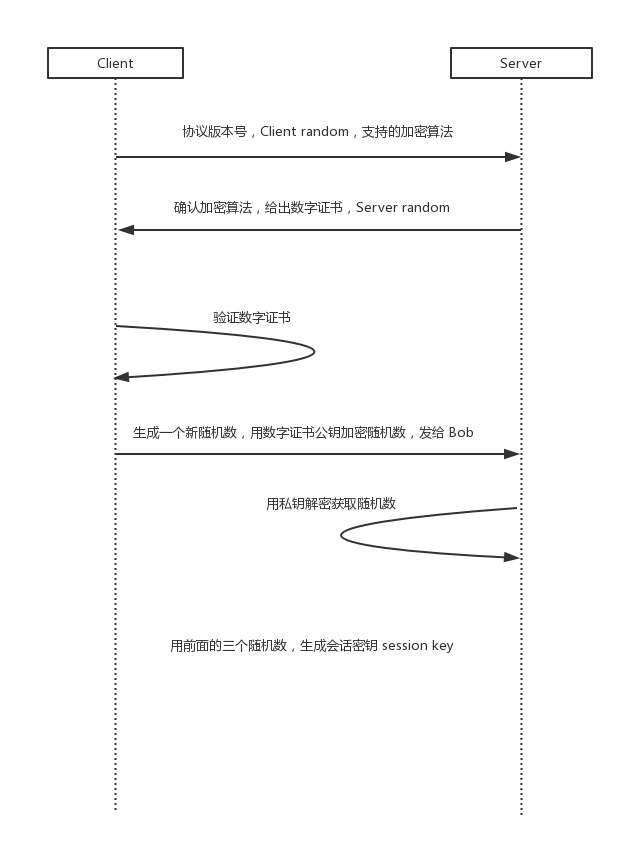 Client
Server
协议版本号，Client random，支持的加密算法
确认加密算法，给出数字证书，Server random
验证数字证书
生成一个新随机数，用数字证书公钥加密随机数，发给 Bob
用私钥解密获取随机数
用前面的三个随机数，生成会话密钥 session key